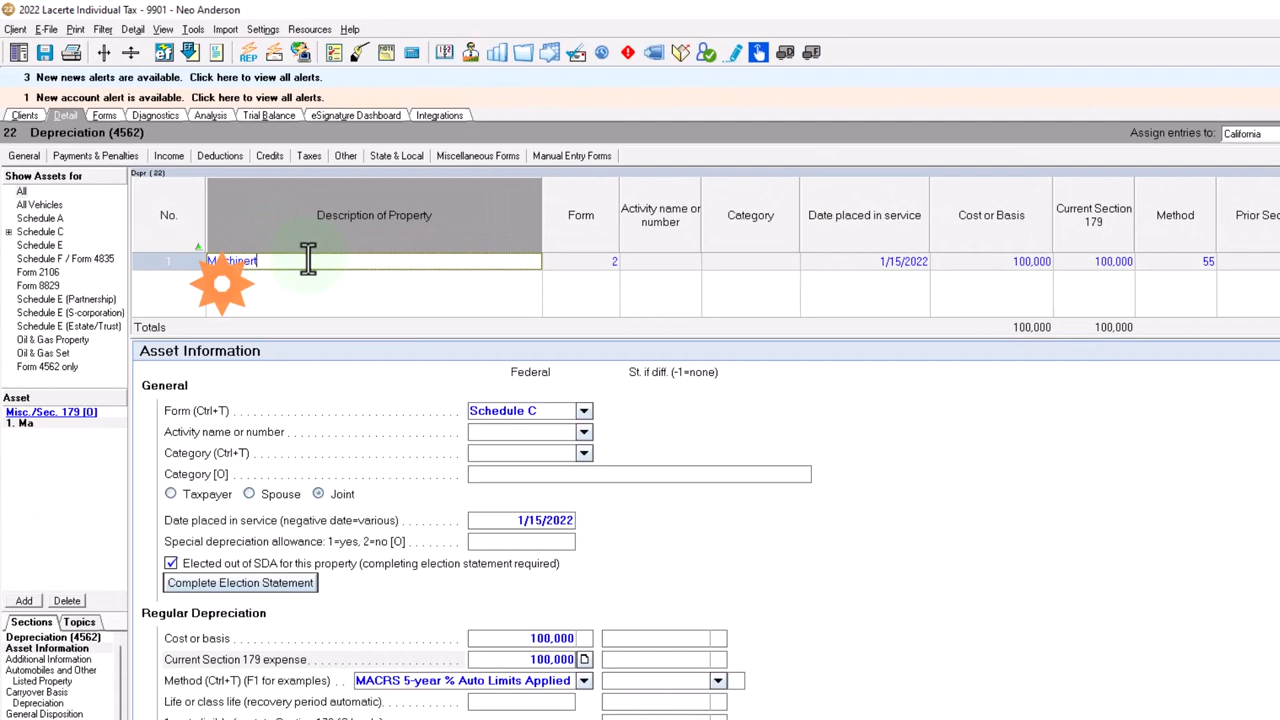 22 2022 Lacerte Individual Tax - 9901 - Neo Anderson
Client E-File Print Filter Detail View Tools Import Settings Resources Help
3 New news alerts are available. Click here to view all alerts.
1 New account alert is available. Click here to view all alerts.
Clients Detail Forms Diagnostics Analysis Trial Balance eSignature Dashboard Integrations
22 Depreciation (4562) Assign entries to: California
General Payments & Penalties Income Deductions Credits Taxes Other State & Local Miscellaneous Forms Manual Entry Forms
Show Assets for
All
All Vehicles
Schedule A
Schedule C
Schedule E
Schedule F / Form 4835
Form 2106
Form 8829
Schedule E (Partnership)
Schedule E (S-corporation)
Schedule E (Estate/Trust)
Oil & Gas Property
Oil & Gas Set
Form 4562 only
Asset
Misc./Sec. 179 [O]
1. Ma
Add Delete
Sections Topics
Depreciation (4562)
Asset Information
Additional Information
Automobiles and Other
Listed Property
Carryover Basis
Depreciation
General Disposition
Depr (22)
No. Description of Property Form Activity name or number Category Date placed in service Cost or Basis Current Section 179 Method Prior Sec
1 Machinert 2 1/15/2022 100,000 100,000 55
Totals 100,000 100,000
Asset Information
Federal St. if diff. (-1=none)
General
Form (Ctrl+T) Schedule C
Activity name or number
Category (Ctrl+T)
Category [O]
Taxpayer Spouse Joint
Date placed in service (negative date=various) 1/15/2022
Special depreciation allowance: 1=yes, 2=no [O]
Elected out of SDA for this property (completing election statement required)
Complete Election Statement
Regular Depreciation
Cost or basis 100,000
Current Section 179 expense 100,000
Method (Ctrl+T) (F1 for examples) MACRS 5-year % Auto Limits Applied
Life or class life (recovery period automatic)